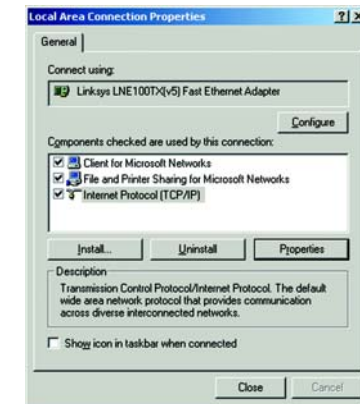 Local Area Connection Properties
General
Connect using:
Linksys LNE100TX(v5) Fast Ethernet Adapter
Configure
Components checked are used by this connection:
Client for Microsoft Networks
File and Printer Sharing for Microsoft Networks
Internet Protocol (TCP/IP)
Install... Uninstall Properties
Description
Transmission Control Protocol/Internet Protocol. The default
wide area network protocol that provides communication
across diverse interconnected networks.
Show icon in taskbar when connected
Close Cancel